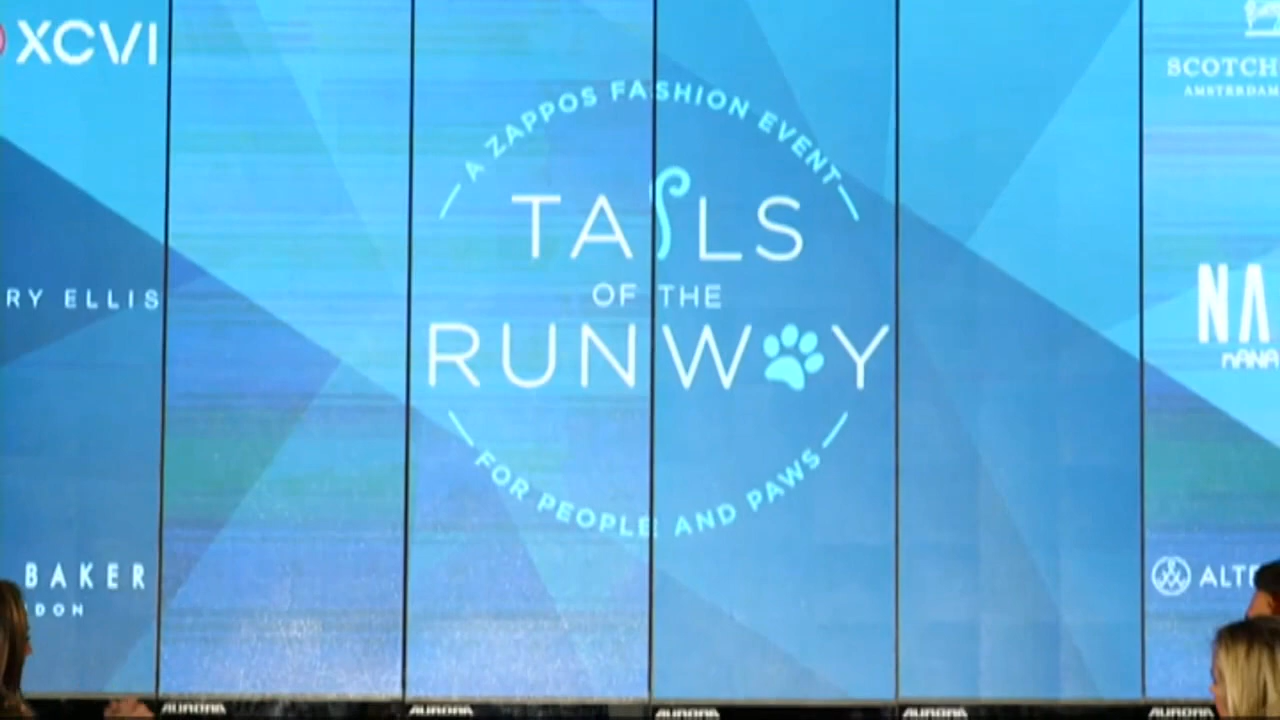 XCVI
SCOTCH
AMSTERDAM
A ZAPPOS FASHION EVENT
TAILS
OF THE
RUNWAY
FOR PEOPLE AND PAWS
RY ELLIS
NA
nANA
BAKER
DON
ALTE
AURORA
AURORA
AURORA
AURORA
AURORA